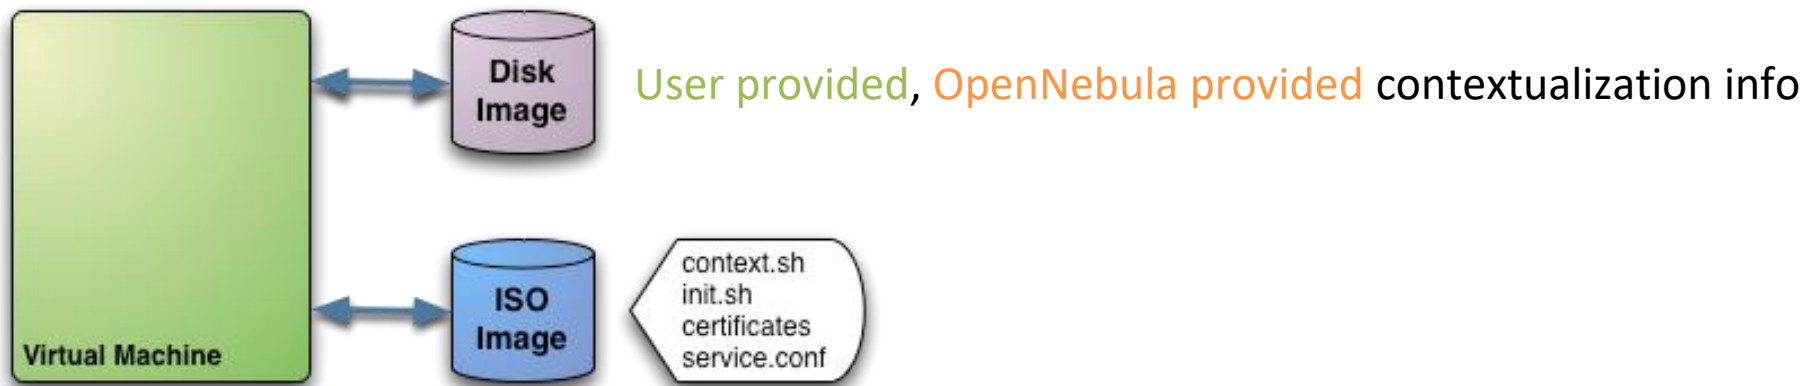 Disk
Image
User provided, OpenNebula provided contextualization info
Virtual Machine
ISO
Image
context.sh
init.sh
certificates
service.conf